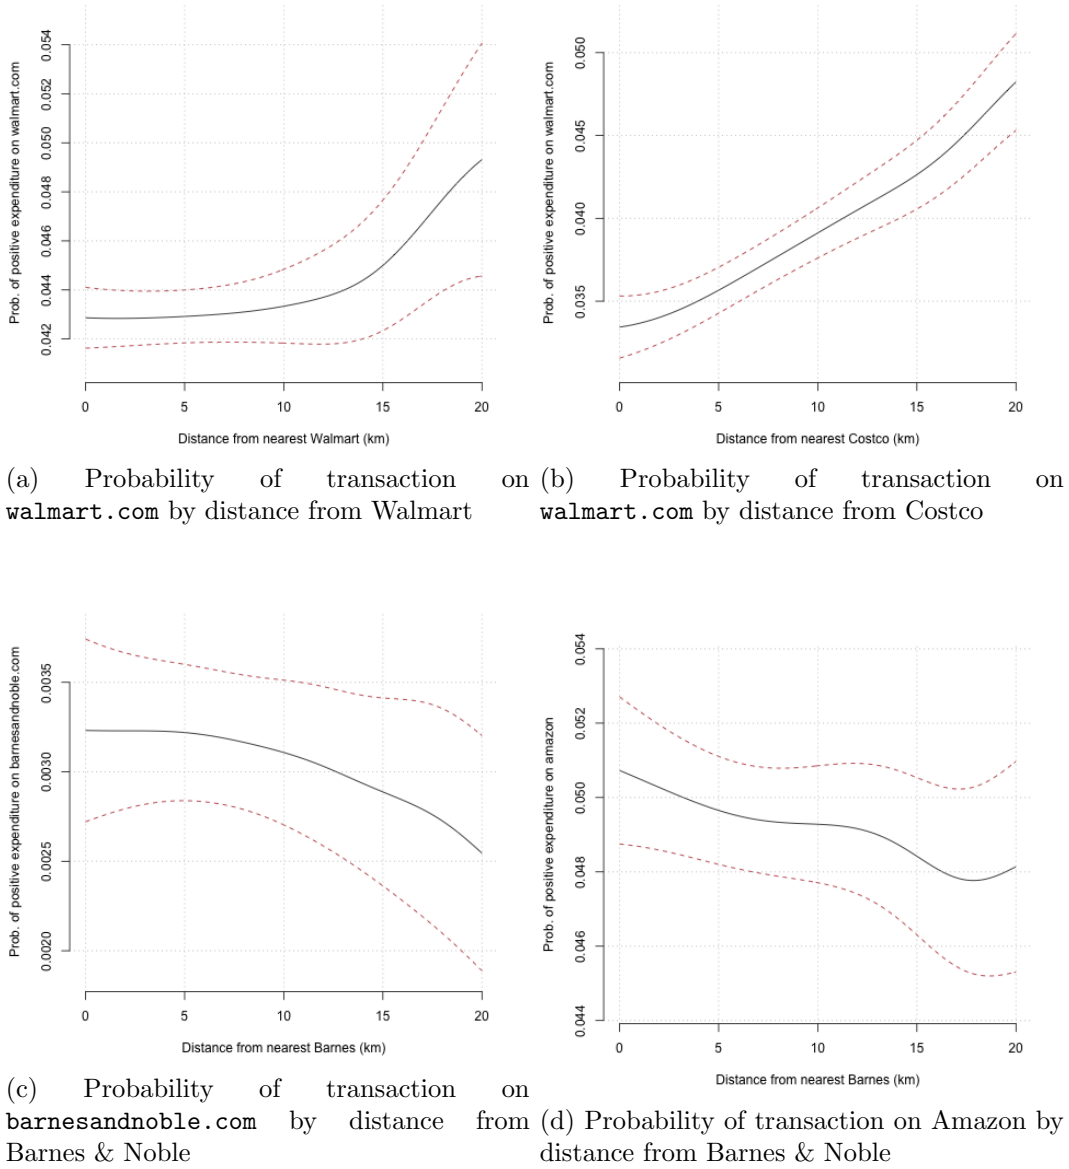 Prob. of positive expenditure on walmart.com
0.042 0.044 0.046 0.048 0.050 0.052 0.054
0 5 10 15 20
Distance from nearest Walmart (km)
(a) Probability of transaction on
walmart.com by distance from Walmart
Prob. of positive expenditure on walmart.com
0.035 0.040 0.045 0.050
0 5 10 15 20
Distance from nearest Costco (km)
(b) Probability of transaction on
walmart.com by distance from Costco
Prob. of positive expenditure on barnesandnoble.com
0.0020 0.0025 0.0030 0.0035
0 5 10 15 20
Distance from nearest Barnes (km)
(c) Probability of transaction on
barnesandnoble.com by distance from
Barnes & Noble
Prob. of positive expenditure on amazon
0.044 0.046 0.048 0.050 0.052 0.054
0 5 10 15 20
Distance from nearest Barnes (km)
(d) Probability of transaction on Amazon by
distance from Barnes & Noble